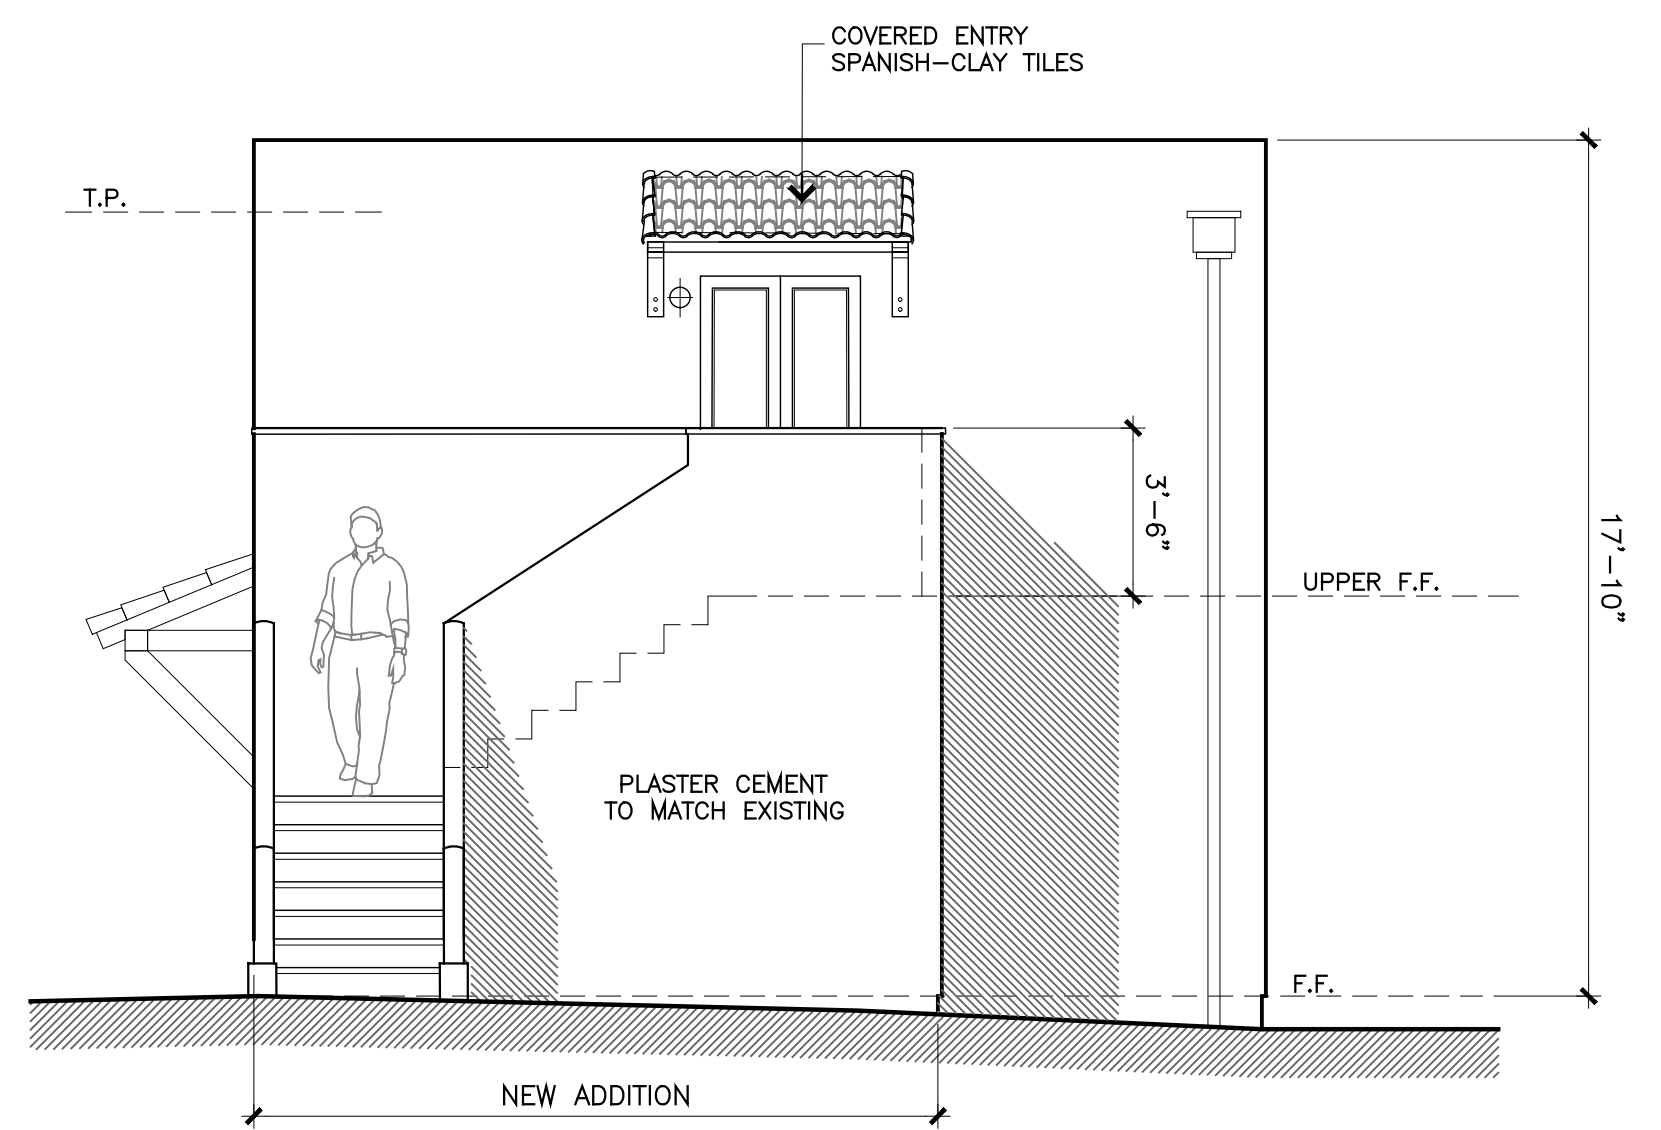 COVERED ENTRY
SPANISH-CLAY TILES
T.P.
3'-6"
17'-10"
UPPER F.F.
PLASTER CEMENT
TO MATCH EXISTING
F.F.
NEW ADDITION